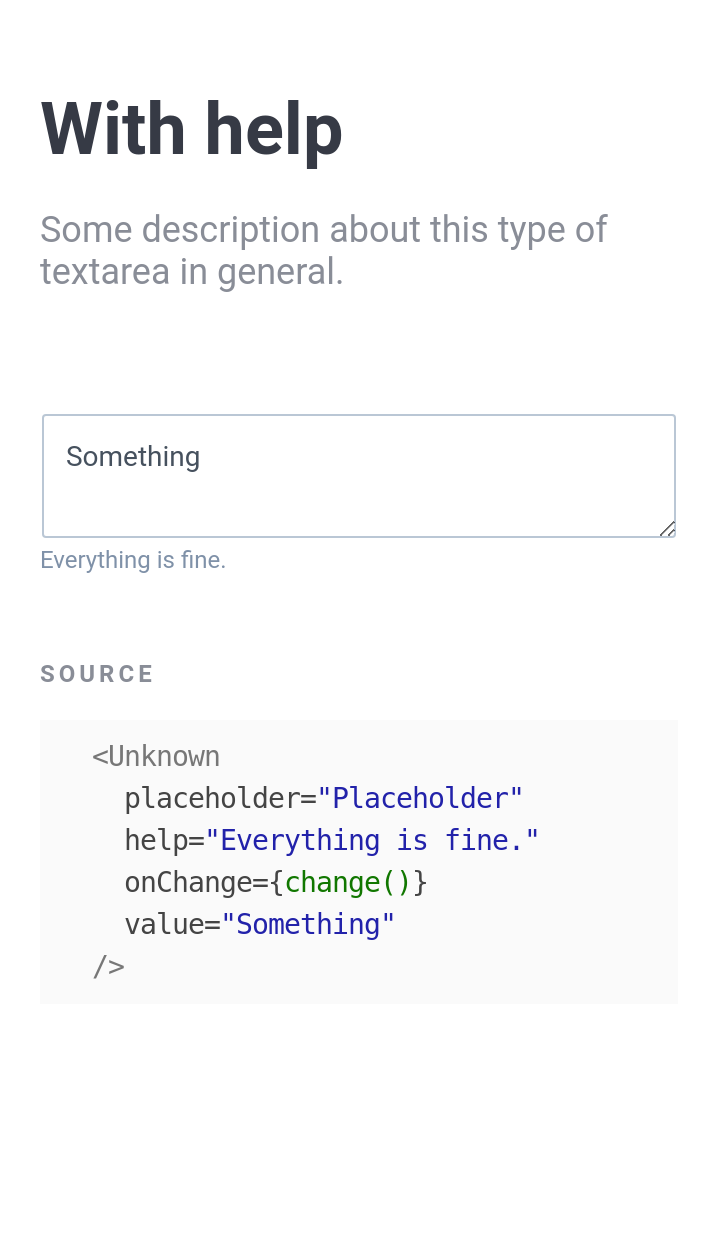 With help
Some description about this type of
textarea in general.
Something
Everything is fine.
SOURCE
<Unknown
placeholder="Placeholder"
help="Everything is fine."
onChange={change()}
value="Something"
/>